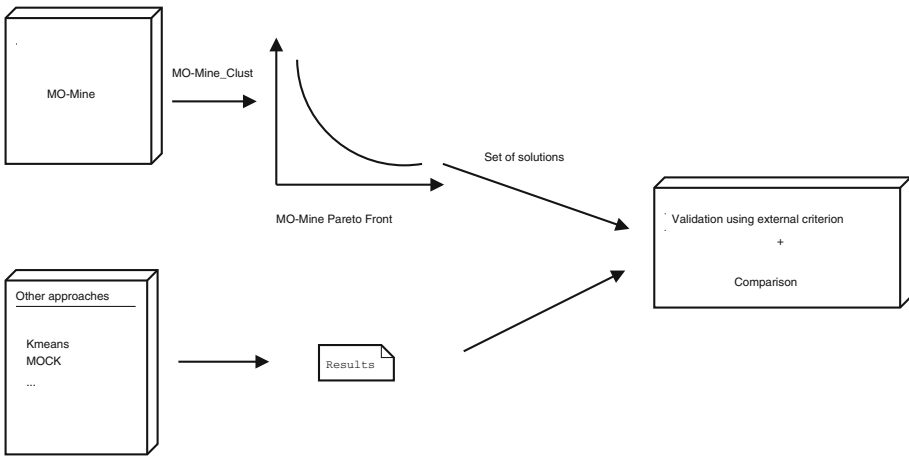 MO-Mine
MO-Mine_Clust
MO-Mine Pareto Front
Set of solutions
Validation using external criterion
+
Comparison
Other approaches
Kmeans
MOCK
...
Results